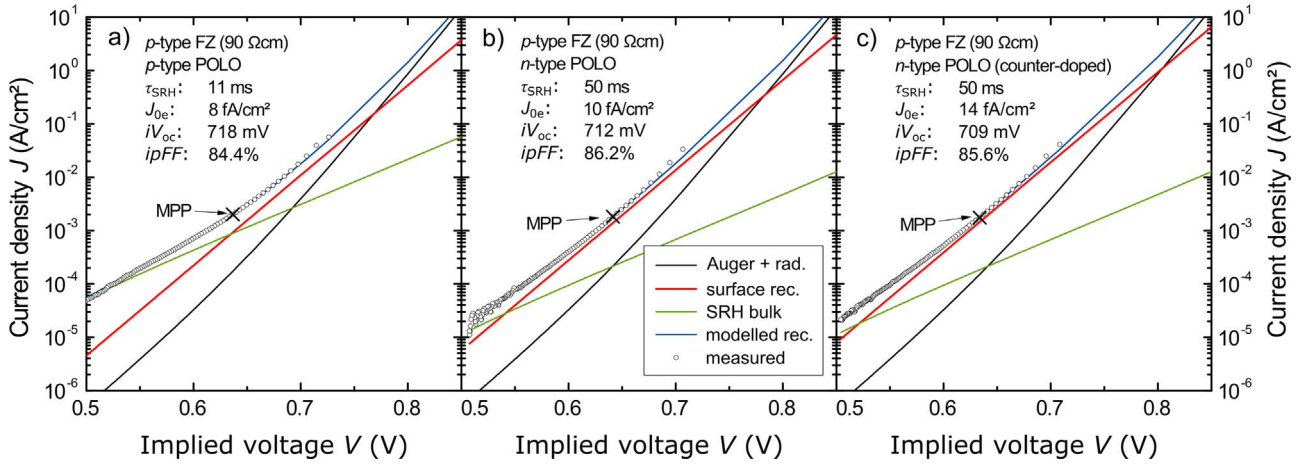 Current density J (A/cm²)
10¹
10⁰
10⁻¹
10⁻²
10⁻³
10⁻⁴
10⁻⁵
10⁻⁶
a)
p-type FZ (90 Ωcm)
p-type POLO
τSRH: 11 ms
J0e: 8 fA/cm²
iVoc: 718 mV
ipFF: 84.4%
MPP
0.5 0.6 0.7 0.8
Implied voltage V (V)
b)
p-type FZ (90 Ωcm)
n-type POLO
τSRH: 50 ms
J0e: 10 fA/cm²
iVoc: 712 mV
ipFF: 86.2%
MPP
Auger + rad.
surface rec.
SRH bulk
modelled rec.
measured
0.5 0.6 0.7 0.8
Implied voltage V (V)
c)
p-type FZ (90 Ωcm)
n-type POLO (counter-doped)
τSRH: 50 ms
J0e: 14 fA/cm²
iVoc: 709 mV
ipFF: 85.6%
MPP
0.5 0.6 0.7 0.8
Implied voltage V (V)
10¹
10⁰
10⁻¹
10⁻²
10⁻³
10⁻⁴
10⁻⁵
10⁻⁶
Current density J (A/cm²)